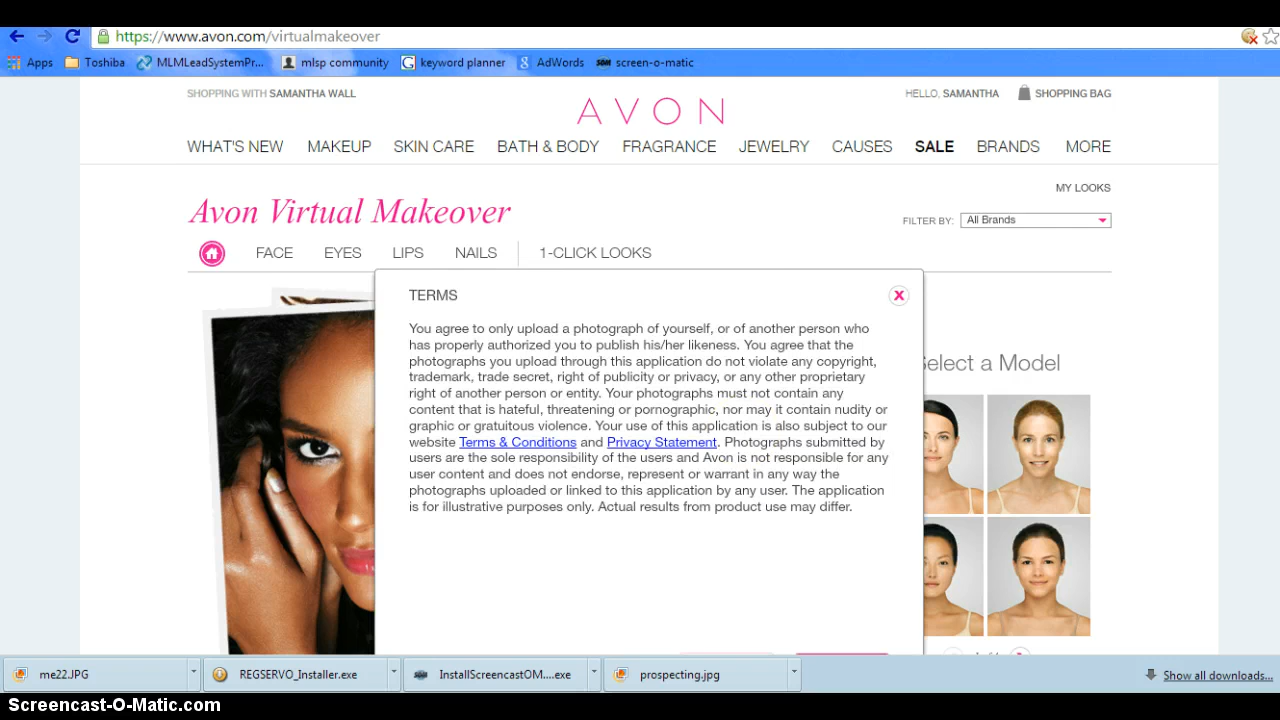 https://www.avon.com/virtualmakeover
Apps Toshiba MLMLeadSystemPr... mlsp community keyword planner AdWords screen-o-matic
SHOPPING WITH SAMANTHA WALL
AVON
HELLO, SAMANTHA SHOPPING BAG
WHAT'S NEW MAKEUP SKIN CARE BATH & BODY FRAGRANCE JEWELRY CAUSES SALE BRANDS MORE
MY LOOKS
Avon Virtual Makeover
FILTER BY: All Brands
FACE EYES LIPS NAILS 1-CLICK LOOKS
TERMS
X
You agree to only upload a photograph of yourself, or of another person who
has properly authorized you to publish his/her likeness. You agree that the
photographs you upload through this application do not violate any copyright,
trademark, trade secret, right of publicity or privacy, or any other proprietary
right of another person or entity. Your photographs must not contain any
content that is hateful, threatening or pornographic, nor may it contain nudity or
graphic or gratuitous violence. Your use of this application is also subject to our
website Terms & Conditions and Privacy Statement. Photographs submitted by
users are the sole responsibility of the users and Avon is not responsible for any
user content and does not endorse, represent or warrant in any way the
photographs uploaded or linked to this application by any user. The application
is for illustrative purposes only. Actual results from product use may differ.
Select a Model
me22.JPG REGSERVO_Installer.exe InstallScreencastOM....exe prospecting.jpg Show all downloads...
Screencast-O-Matic.com